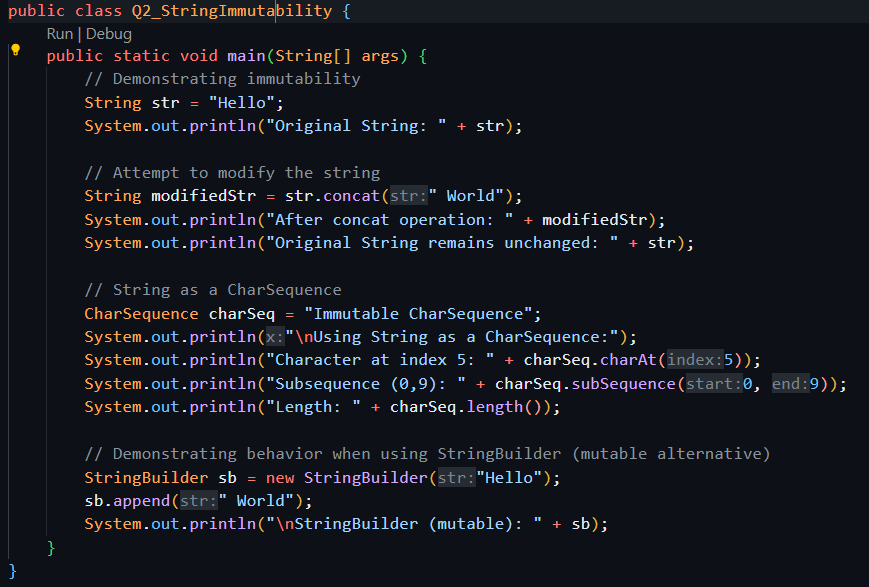 public class Q2_StringImmutability {
Run | Debug
public static void main(String[] args) {
// Demonstrating immutability
String str = "Hello";
System.out.println("Original String: " + str);
// Attempt to modify the string
String modifiedStr = str.concat(str:" World");
System.out.println("After concat operation: " + modifiedStr);
System.out.println("Original String remains unchanged: " + str);
// String as a CharSequence
CharSequence charSeq = "Immutable CharSequence";
System.out.println(x:"\nUsing String as a CharSequence:");
System.out.println("Character at index 5: " + charSeq.charAt(index:5));
System.out.println("Subsequence (0,9): " + charSeq.subSequence(start:0, end:9));
System.out.println("Length: " + charSeq.length());
// Demonstrating behavior when using StringBuilder (mutable alternative)
StringBuilder sb = new StringBuilder(str:"Hello");
sb.append(str:" World");
System.out.println("\nStringBuilder (mutable): " + sb);
}
}